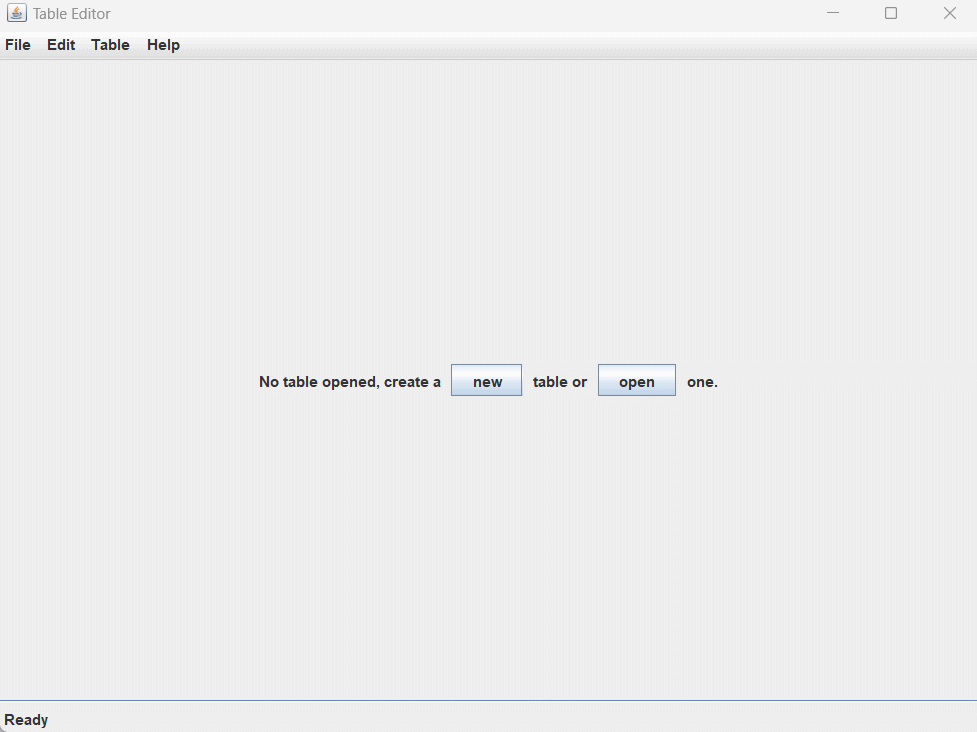 Table Editor
File Edit Table Help
No table opened, create a new table or open one.
Ready